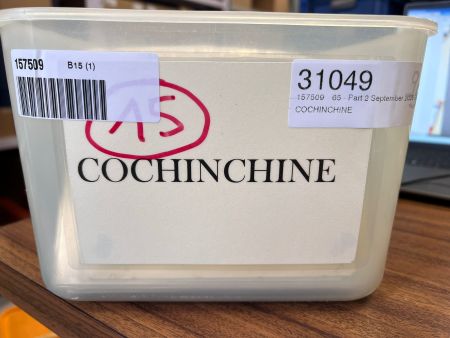 157509 B15 (1)
31049
157509 65 - Part 2 September
COCHINCHINE
15
COCHINCHINE